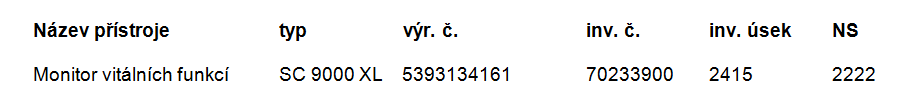 Název přístroje typ výr. č. inv. č. inv. úsek NS
Monitor vitálních funkcí SC 9000 XL 5393134161 70233900 2415 2222